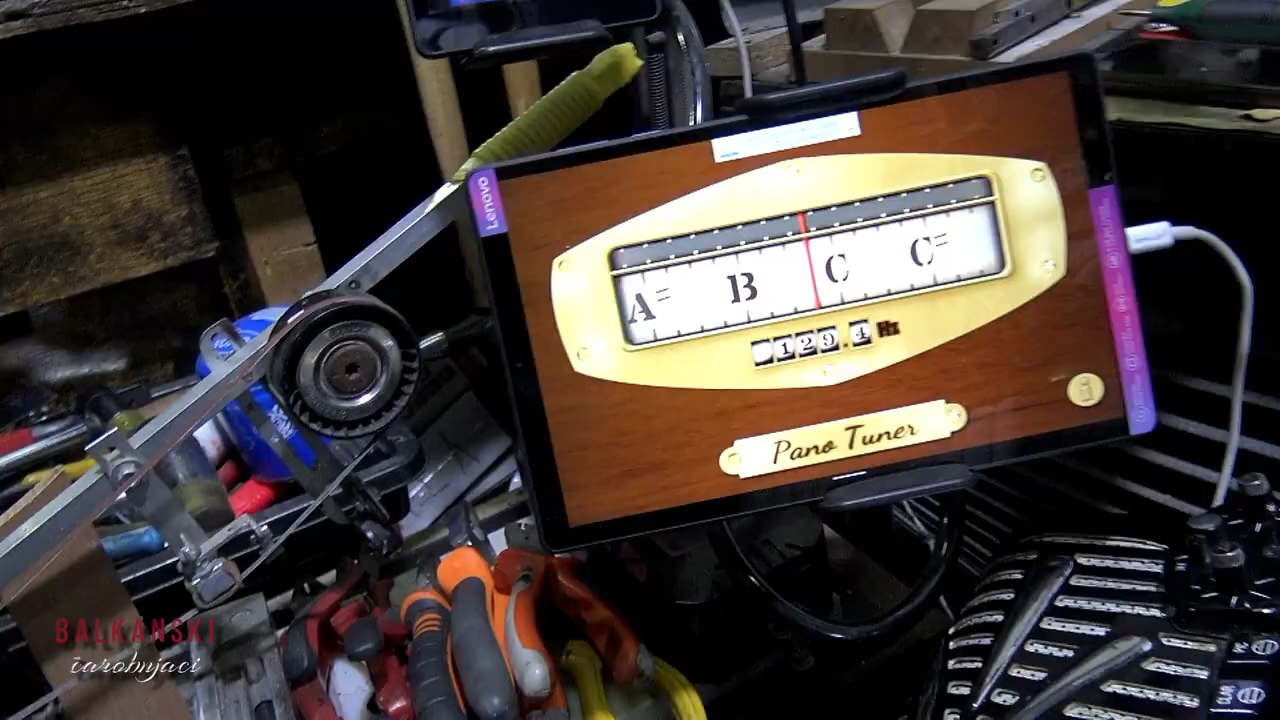 Lenovo
A# B C C#
129.4 Hz
Pano Tuner
BALKANSKI
čarobnjaci